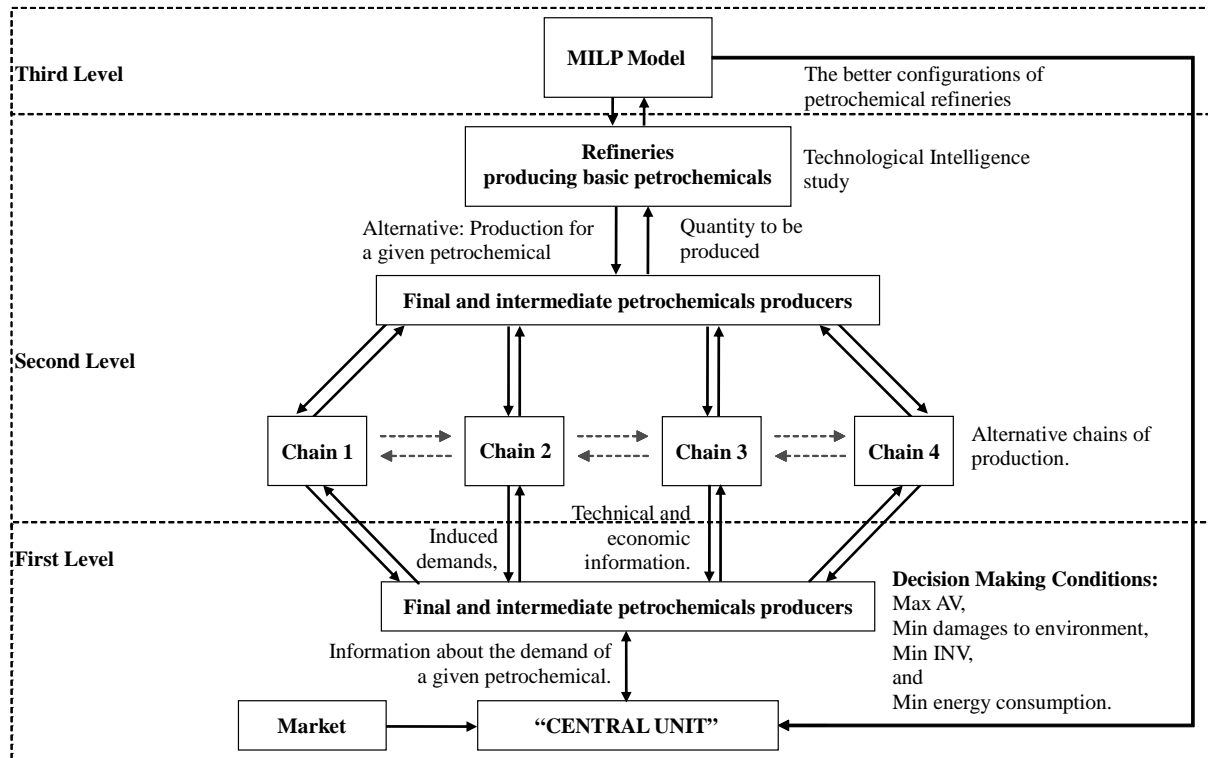 Third Level
MILP Model
The better configurations of
petrochemical refineries
Refineries
producing basic petrochemicals
Technological Intelligence
study
Alternative: Production for
a given petrochemical
Quantity to be
produced
Final and intermediate petrochemicals producers
Second Level
Chain 1
Chain 2
Chain 3
Chain 4
Alternative chains of
production.
First Level
Induced
demands,
Technical and
economic
information.
Final and intermediate petrochemicals producers
Decision Making Conditions:
Max AV,
Min damages to environment,
Min INV,
and
Min energy consumption.
Information about the demand of
a given petrochemical.
Market
“CENTRAL UNIT”